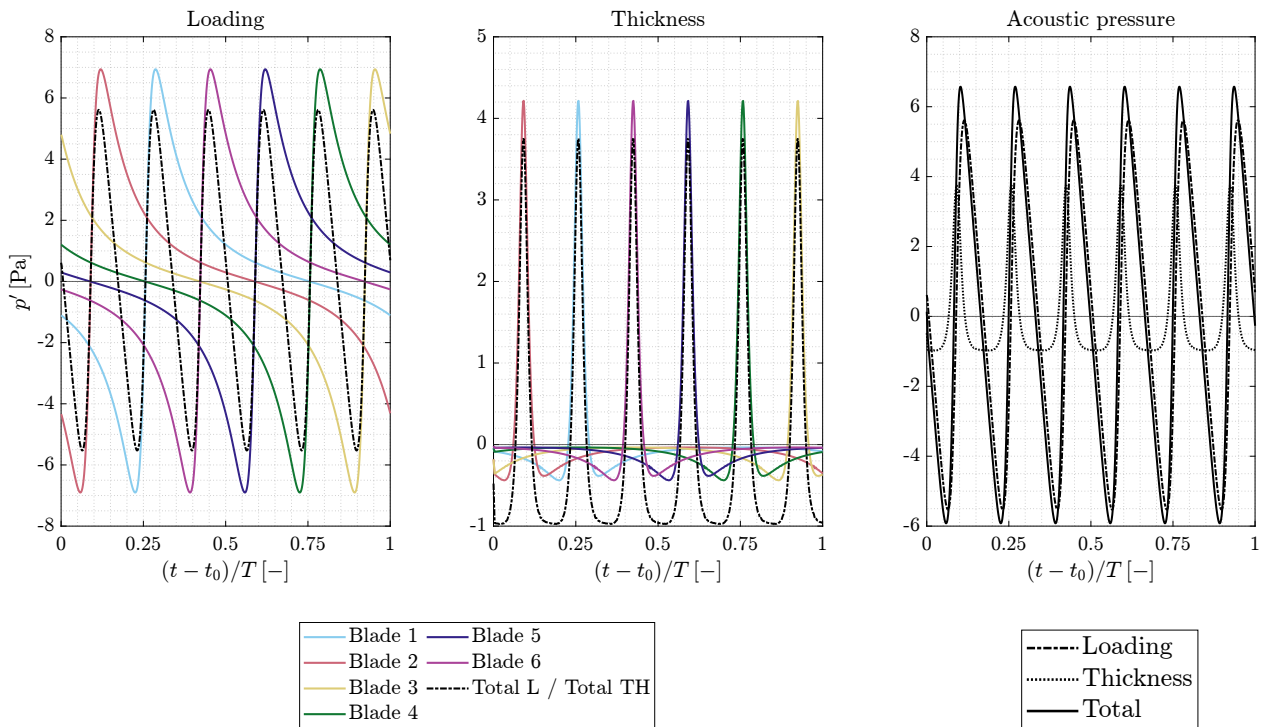 Loading
Thickness
Acoustic pressure
p′ [Pa]
8
6
4
2
0
-2
-4
-6
-8
0
0.25
0.5
0.75
1
(t − t0)/T [−]
5
4
3
2
1
0
-1
0
0.25
0.5
0.75
1
(t − t0)/T [−]
8
6
4
2
0
-2
-4
-6
0
0.25
0.5
0.75
1
(t − t0)/T [−]
Blade 1
Blade 2
Blade 3
Blade 4
Blade 5
Blade 6
Total L / Total TH
Loading
Thickness
Total